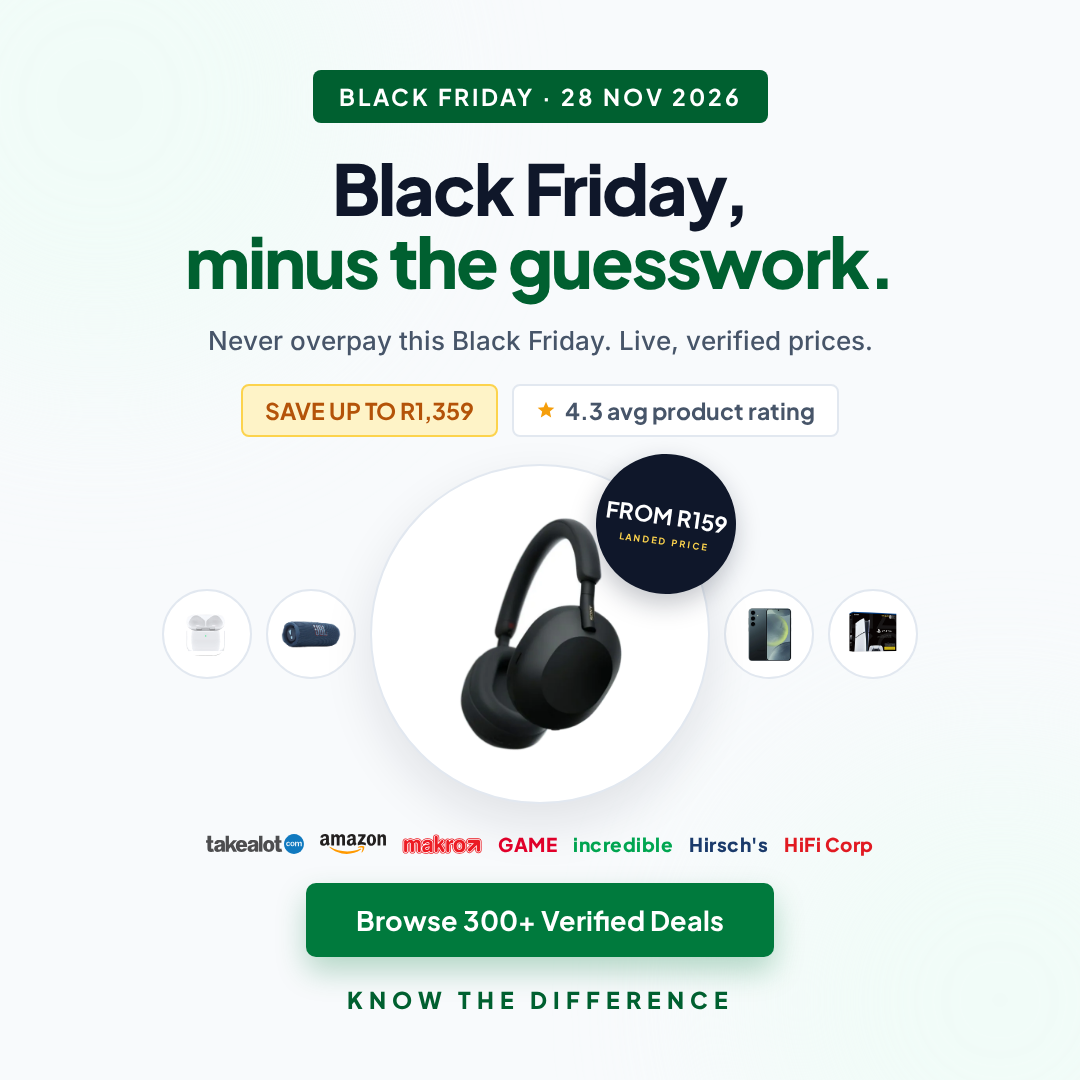 BLACK FRIDAY · 28 NOV 2026
Black Friday,
minus the guesswork.
Never overpay this Black Friday. Live, verified prices.
SAVE UP TO R1,359
4.3 avg product rating
FROM R159
LANDED PRICE
JBL
takealot com amazon makro GAME incredible Hirsch's HiFi Corp
Browse 300+ Verified Deals
KNOW THE DIFFERENCE